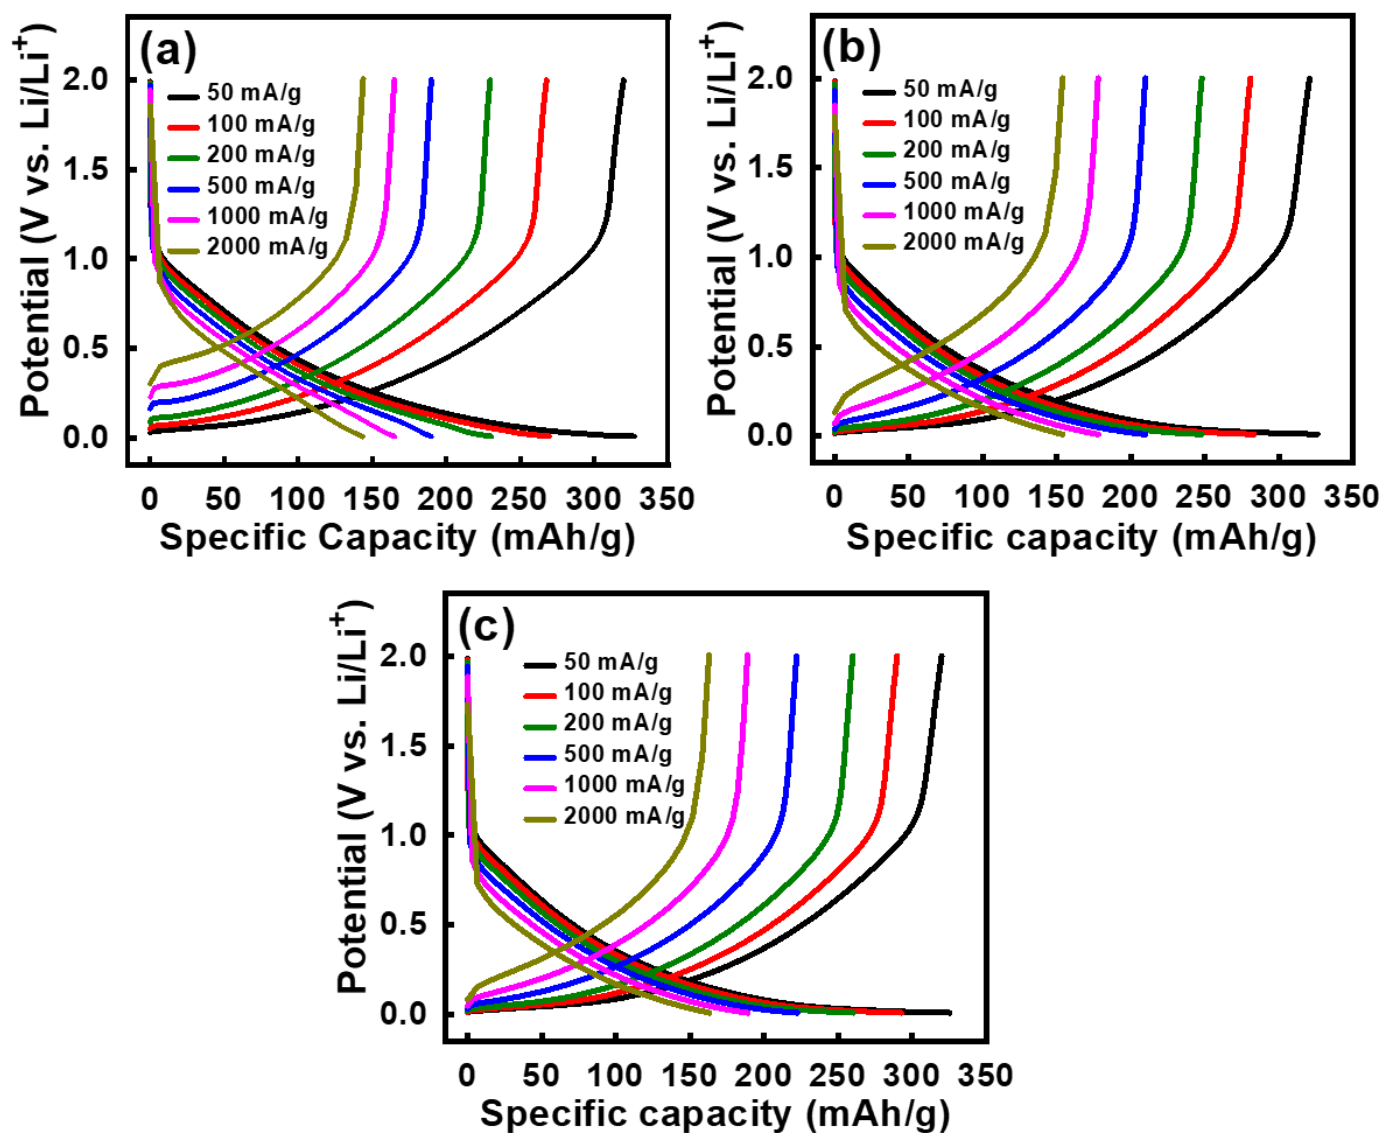 (a)
50 mA/g
100 mA/g
200 mA/g
500 mA/g
1000 mA/g
2000 mA/g
Potential (V vs. Li/Li⁺)
2.0
1.5
1.0
0.5
0.0
0 50 100 150 200 250 300 350
Specific Capacity (mAh/g)
(b)
50 mA/g
100 mA/g
200 mA/g
500 mA/g
1000 mA/g
2000 mA/g
Potential (V vs. Li/Li⁺)
2.0
1.5
1.0
0.5
0.0
0 50 100 150 200 250 300 350
Specific capacity (mAh/g)
(c)
50 mA/g
100 mA/g
200 mA/g
500 mA/g
1000 mA/g
2000 mA/g
Potential (V vs. Li/Li⁺)
2.0
1.5
1.0
0.5
0.0
0 50 100 150 200 250 300 350
Specific capacity (mAh/g)